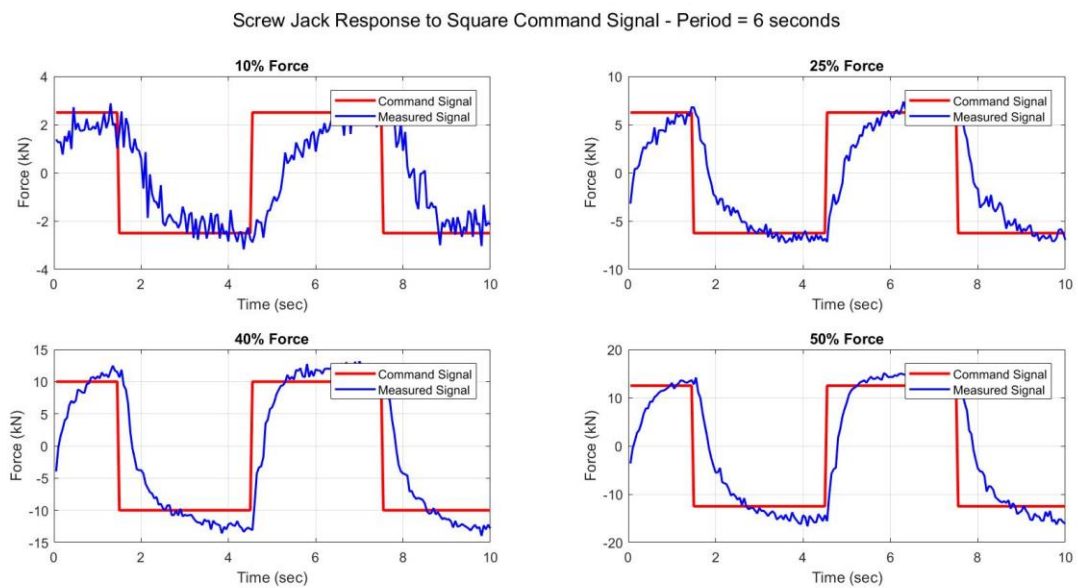 Screw Jack Response to Square Command Signal - Period = 6 seconds
10% Force
4
2
0
-2
-4
Force (kN)
0 2 4 6 8 10
Time (sec)
Command Signal
Measured Signal
25% Force
10
5
0
-5
-10
Force (kN)
0 2 4 6 8 10
Time (sec)
Command Signal
Measured Signal
40% Force
15
10
5
0
-5
-10
-15
Force (kN)
0 2 4 6 8 10
Time (sec)
Command Signal
Measured Signal
50% Force
20
10
0
-10
-20
Force (kN)
0 2 4 6 8 10
Time (sec)
Command Signal
Measured Signal